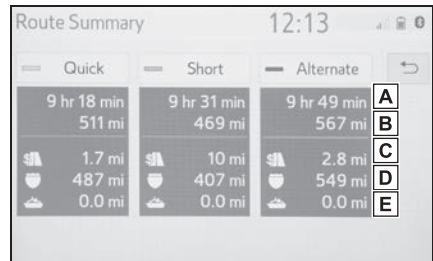 Route Summary 12:13
Quick Short Alternate
9 hr 18 min 9 hr 31 min 9 hr 49 min A
511 mi 469 mi 567 mi B
1.7 mi 10 mi 2.8 mi C
487 mi 407 mi 549 mi D
0.0 mi 0.0 mi 0.0 mi E